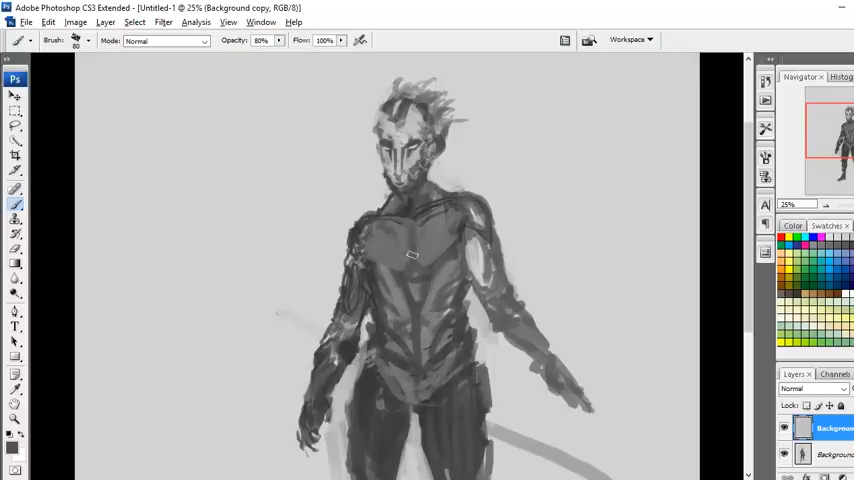 Adobe Photoshop CS3 Extended - [Untitled-1 @ 25% (Background copy, RGB/8)]
File Edit Image Layer Select Filter Analysis View Window Help
Brush: 80 Mode: Normal Opacity: 80% Flow: 100% Workspace
Ps
Navigator × Histog
25%
Color Swatches ×
Layers × Channels
Normal
Lock:
Backgroun
Background